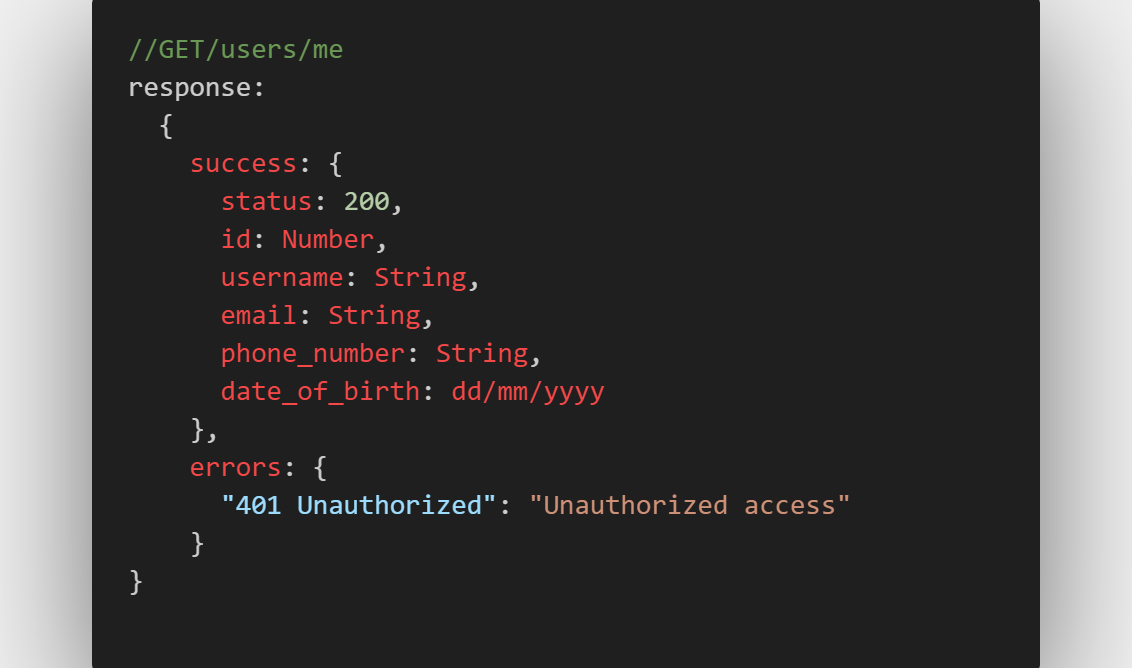 //GET/users/me
response:
  {
    success: {
      status: 200,
      id: Number,
      username: String,
      email: String,
      phone_number: String,
      date_of_birth: dd/mm/yyyy
    },
    errors: {
      "401 Unauthorized": "Unauthorized access"
    }
}